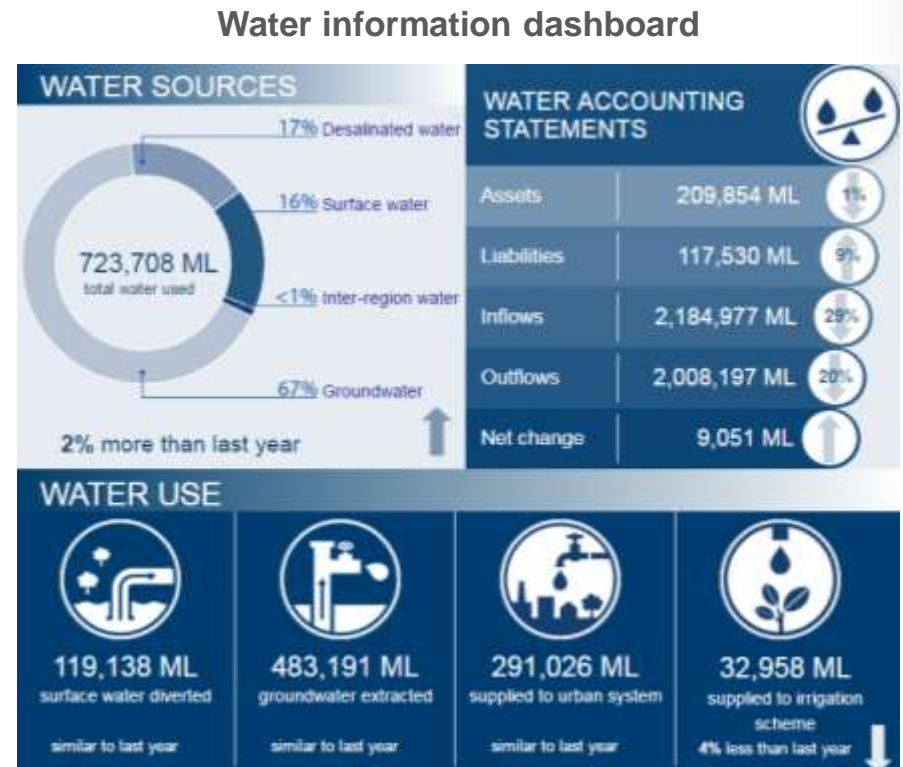 Water information dashboard
WATER SOURCES
17% Desalinated water
16% Surface water
723,708 ML
total water used
<1% Inter-region water
67% Groundwater
2% more than last year
WATER ACCOUNTING
STATEMENTS
Assets 209,854 ML 1%
Liabilities 117,530 ML 9%
Inflows 2,184,977 ML 29%
Outflows 2,008,197 ML 20%
Net change 9,051 ML
WATER USE
119,138 ML
surface water diverted
similar to last year
483,191 ML
groundwater extracted
similar to last year
291,026 ML
supplied to urban system
similar to last year
32,958 ML
supplied to irrigation
scheme
4% less than last year